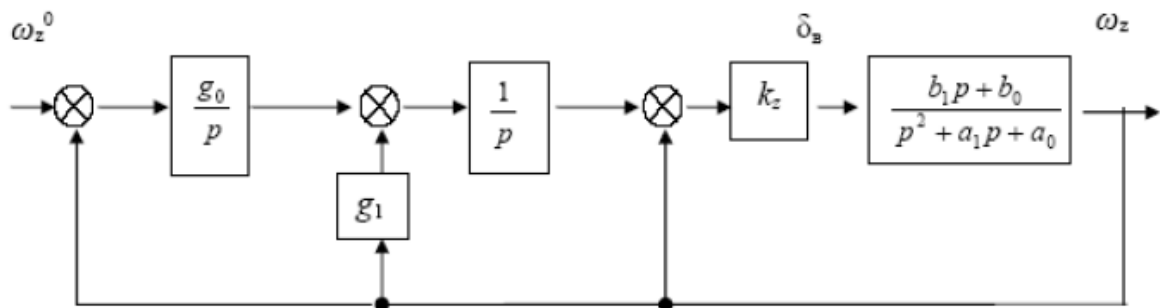 ω_z^0
δ_в
ω_z
g_0/p
1/p
k_z
(b_1 p + b_0)/(p^2 + a_1 p + a_0)
g_1